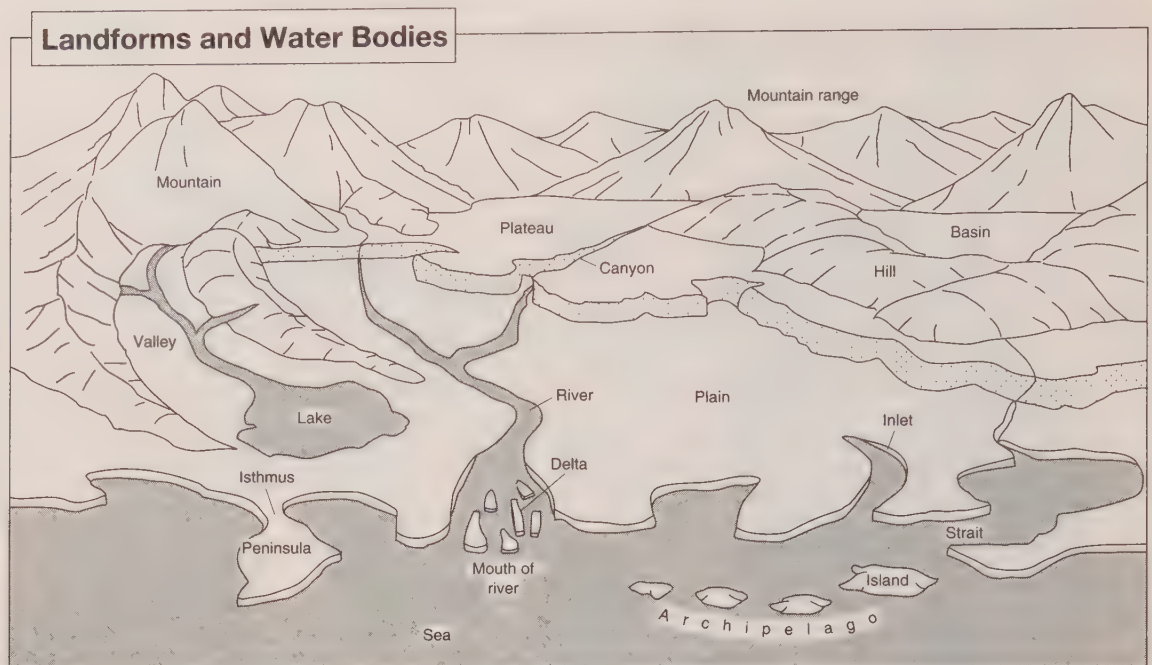 Landforms and Water Bodies
Mountain range
Mountain
Plateau
Basin
Canyon
Hill
Valley
River
Plain
Lake
Inlet
Delta
Isthmus
Strait
Peninsula
Mouth of
river
Island
Archipelago
Sea